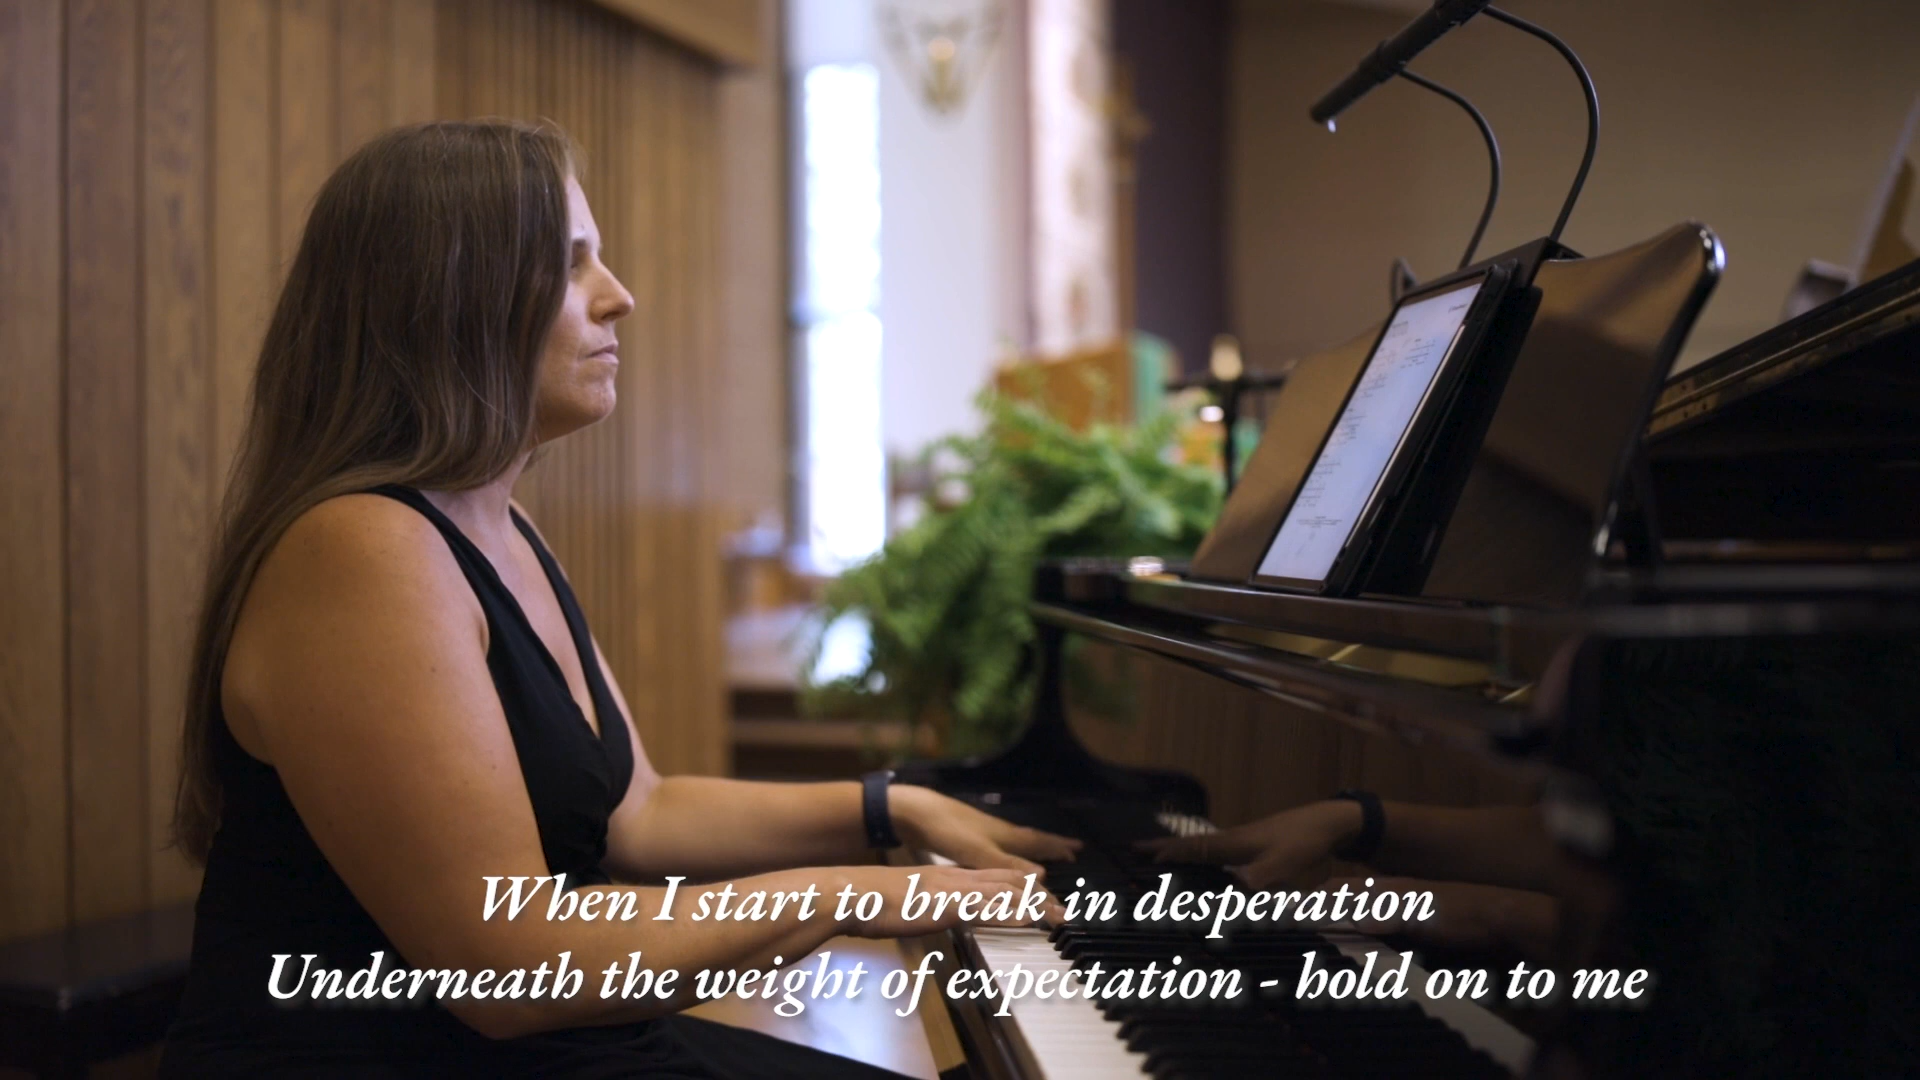 When I start to break in desperation
Underneath the weight of expectation - hold on to me